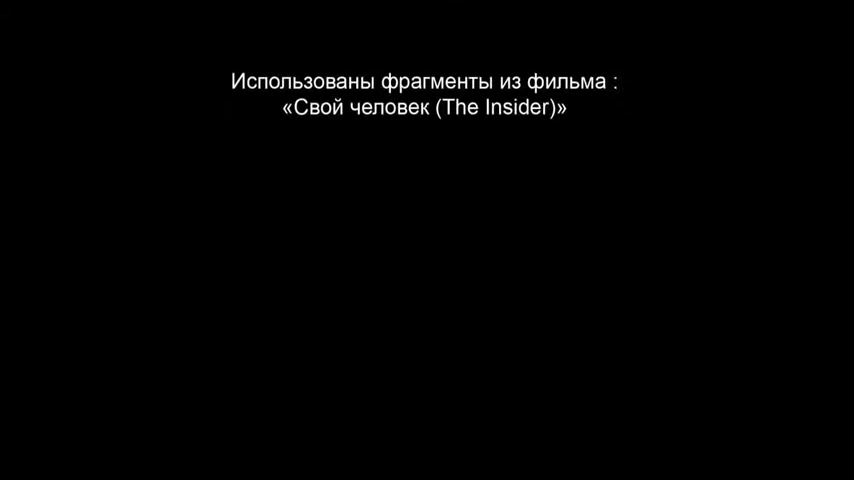 Использованы фрагменты из фильма :
«Свой человек (The Insider)»